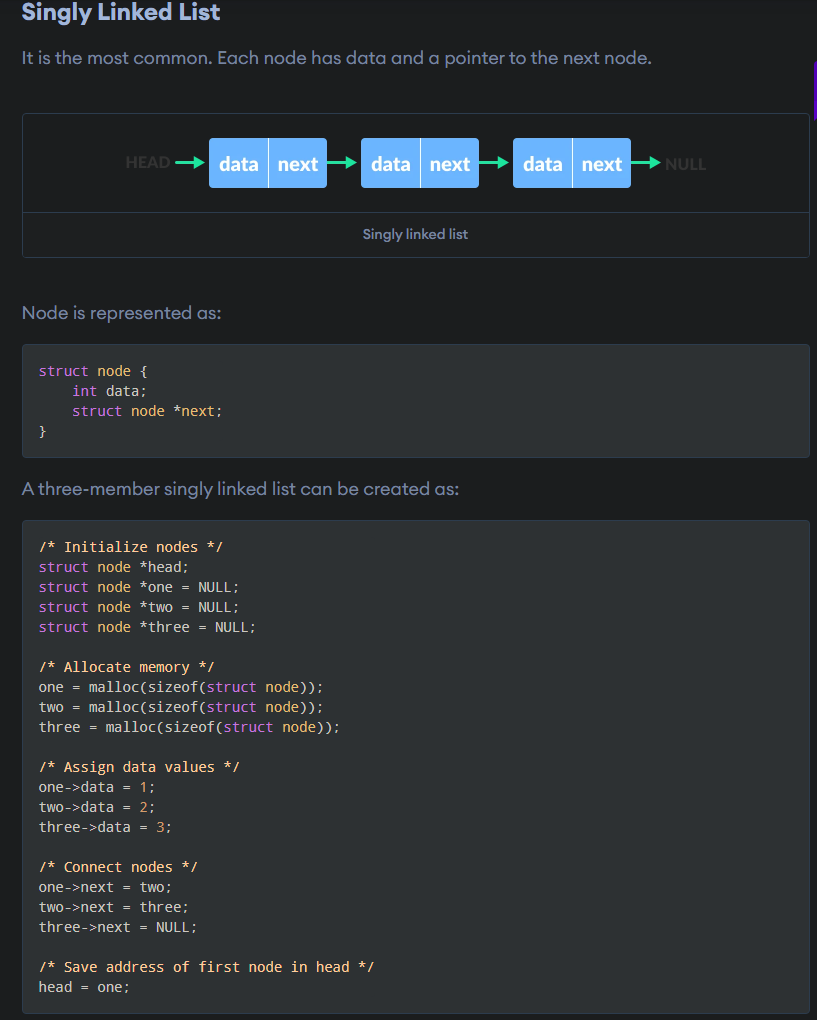 Singly Linked List
It is the most common. Each node has data and a pointer to the next node.
HEAD data next data next data next NULL
Singly linked list
Node is represented as:
struct node {
    int data;
    struct node *next;
}
A three-member singly linked list can be created as:
/* Initialize nodes */
struct node *head;
struct node *one = NULL;
struct node *two = NULL;
struct node *three = NULL;

/* Allocate memory */
one = malloc(sizeof(struct node));
two = malloc(sizeof(struct node));
three = malloc(sizeof(struct node));

/* Assign data values */
one->data = 1;
two->data = 2;
three->data = 3;

/* Connect nodes */
one->next = two;
two->next = three;
three->next = NULL;

/* Save address of first node in head */
head = one;